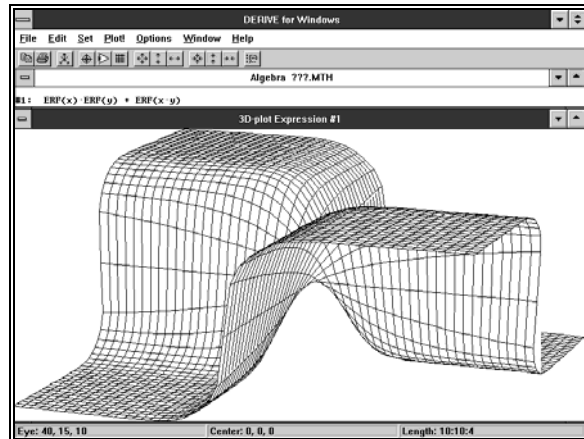 DERIVE for Windows
File Edit Set Plot! Options Window Help
Algebra ???.MTH
#1: ERF(x)·ERF(y) + ERF(x·y)
3D-plot Expression #1
Eye: 40, 15, 10 Center: 0, 0, 0 Length: 10:10:4